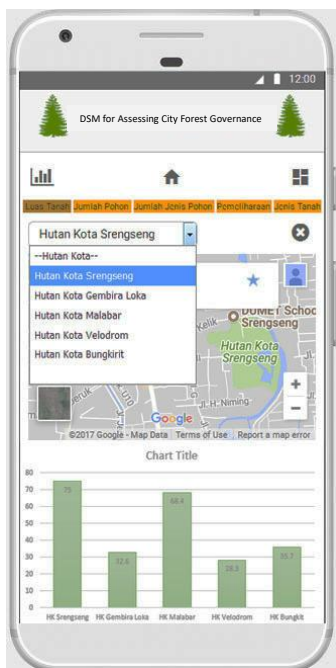 12:00
DSM for Assessing City Forest Governance
Luas Tanah Jumlah Pohon Jumlah Jenis Pohon Pemeliharaan Jenis Tanah
Hutan Kota Srengseng
--Hutan Kota--
Hutan Kota Srengseng
Hutan Kota Gembira Loka
Hutan Kota Malabar
Hutan Kota Velodrom
Hutan Kota Bungkirit
Kelik
DUMET Schoo
Srengseng
Hutan Kota
Srengseng
Jl. H. Niming
Google
©2017 Google - Map Data Terms of Use Report a map error
Chart Title
80
70
60
50
40
30
20
10
0
75
32.6
68.4
28.3
35.7
HK Srengseng HK Gembira Loka HK Malabar HK Velodrom HK Bungkit